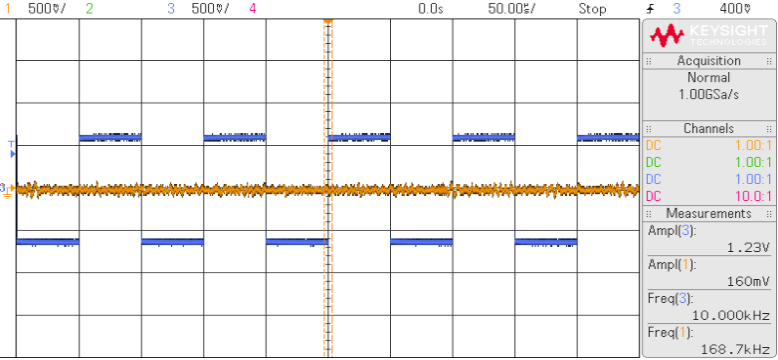 1 500mV/ 2 3 500mV/ 4 0.0s 50.00µs/ Stop 3 400mV
KEYSIGHT
TECHNOLOGIES
Acquisition
Normal
1.00GSa/s
Channels
DC 1.00:1
DC 1.00:1
DC 1.00:1
DC 10.0:1
Measurements
Ampl(3):
1.23V
Ampl(1):
160mV
Freq(3):
10.000kHz
Freq(1):
168.7kHz
T
3